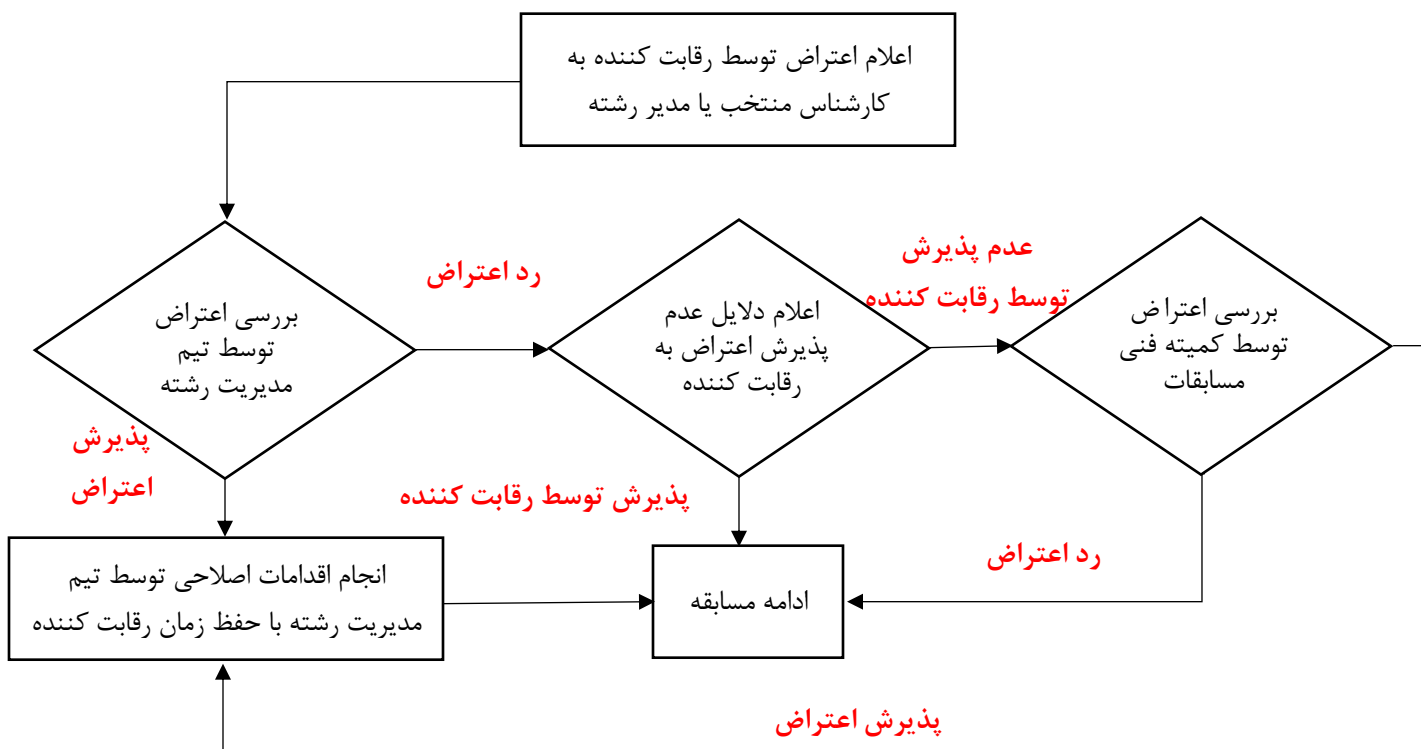 اعلام اعتراض توسط رقابت کننده به
کارشناس منتخب یا مدیر رشته
بررسی اعتراض
توسط تیم
مدیریت رشته
رد اعتراض
اعلام دلایل عدم
پذیرش اعتراض به
رقابت کننده
عدم پذیرش
توسط رقابت کننده
بررسی اعتراض
توسط کمیته فنی
مسابقات
پذیرش
اعتراض
پذیرش توسط رقابت کننده
رد اعتراض
انجام اقدامات اصلاحی توسط تیم
مدیریت رشته با حفظ زمان رقابت کننده
ادامه مسابقه
پذیرش اعتراض